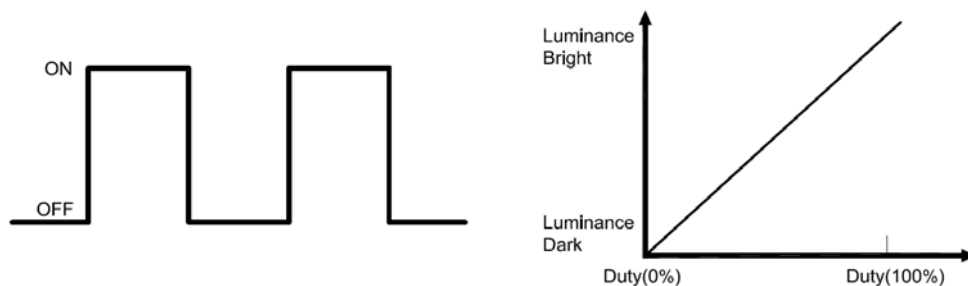 ON
OFF
Luminance
Bright
Luminance
Dark
Duty(0%)
Duty(100%)